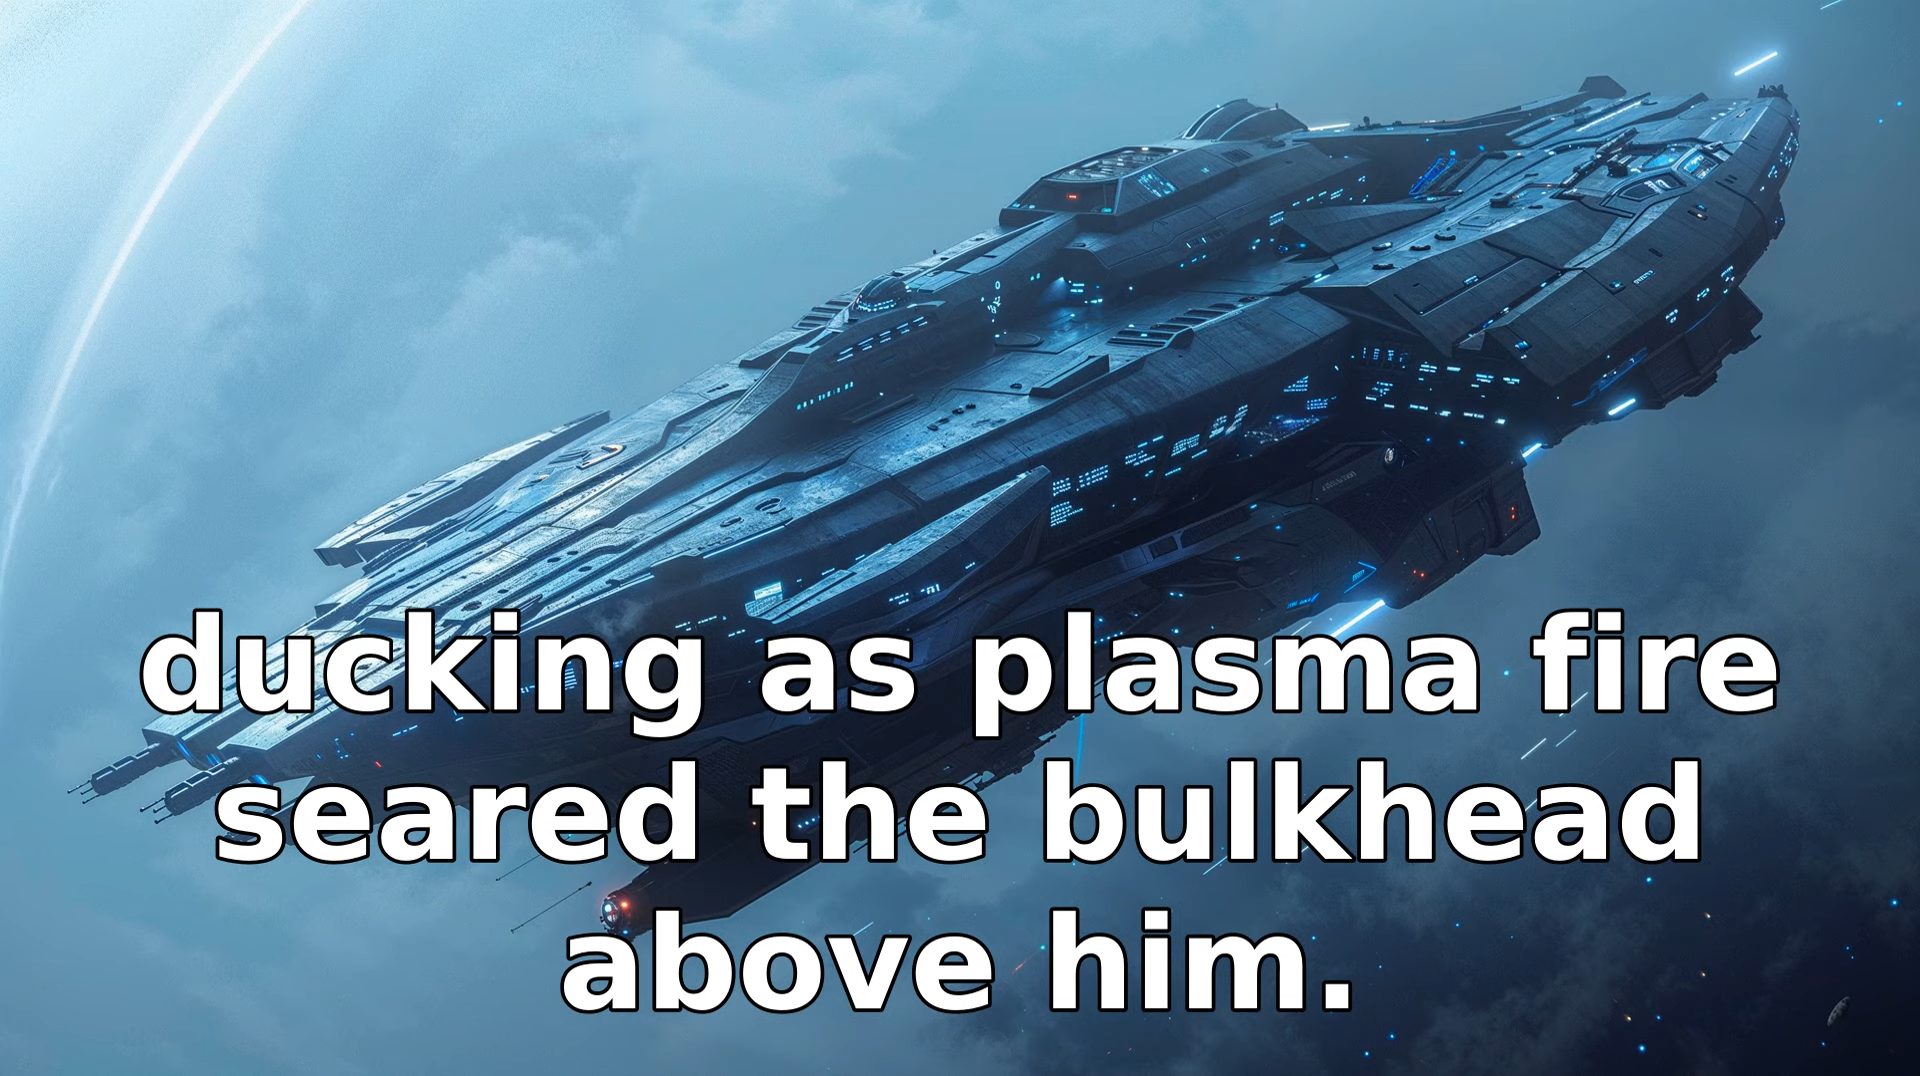 ducking as plasma fire
seared the bulkhead
above him.